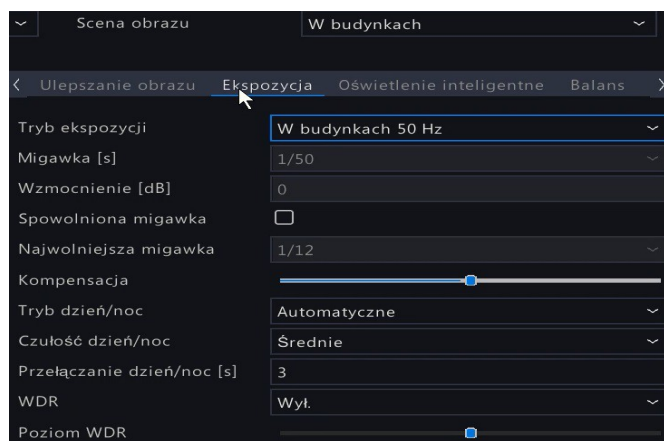 Scena obrazu W budynkach
Ulepszanie obrazu Ekspozycja Oświetlenie inteligentne Balans
Tryb ekspozycji W budynkach 50 Hz
Migawka [s] 1/50
Wzmocnienie [dB] 0
Spowolniona migawka
Najwolniejsza migawka 1/12
Kompensacja
Tryb dzień/noc Automatyczne
Czułość dzień/noc Średnie
Przełączanie dzień/noc [s] 3
WDR Wył.
Poziom WDR